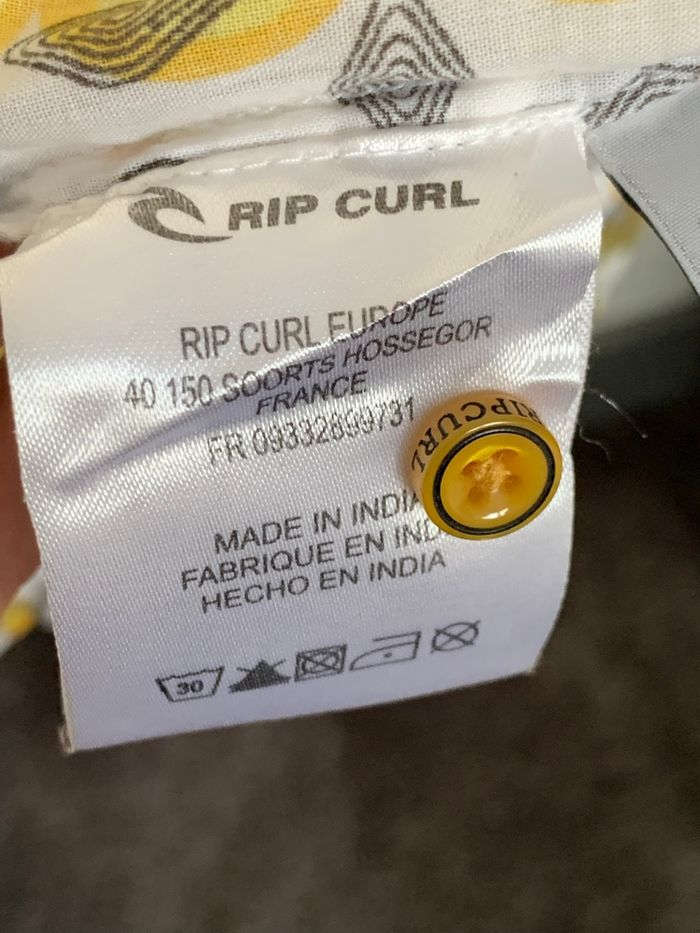 RIP CURL
RIP CURL EUROPE
40 150 SOORTS HOSSEGOR
FRANCE
FR 09332899731
RIPCURL
MADE IN INDIA
FABRIQUE EN IND
HECHO EN INDIA
30